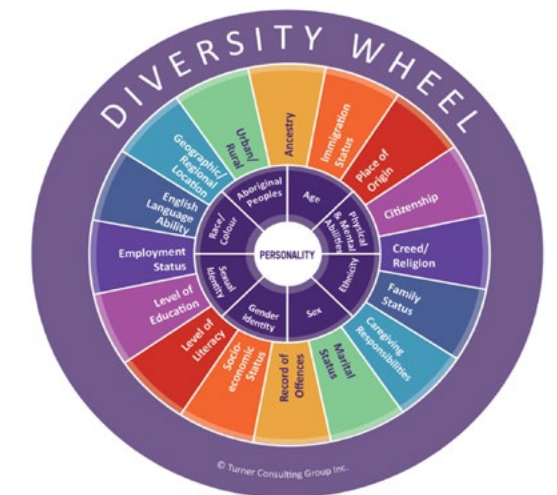 DIVERSITY WHEEL
Ancestry
Immigration
Status
Place of
Origin
Citizenship
Creed/
Religion
Family
Status
Caregiving
Responsibilities
Marital
Status
Record of
Offences
Socio-
economic
Status
Level of
Literacy
Level of
Education
Employment
Status
English
Language
Ability
Geographic/
Regional
Location
Urban/
Rural
Age
Physical
& Mental
Abilities
Ethnicity
Sex
Gender
Identity
Sexual
Identity
Race/
Colour
Aboriginal
Peoples
PERSONALITY
© Turner Consulting Group Inc.